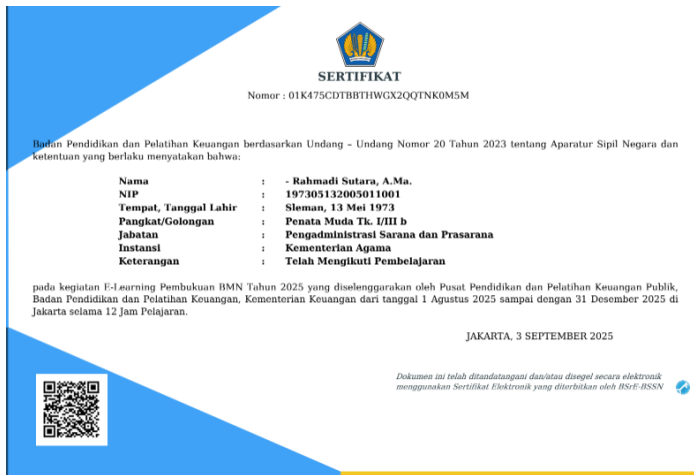 SERTIFIKAT
Nomor : 01K475CDTBBTHWGX2QQTNK0M5M
Badan Pendidikan dan Pelatihan Keuangan berdasarkan Undang – Undang Nomor 20 Tahun 2023 tentang Aparatur Sipil Negara dan
ketentuan yang berlaku menyatakan bahwa:
Nama : - Rahmadi Sutara, A.Ma.
NIP : 197305132005011001
Tempat, Tanggal Lahir : Sleman, 13 Mei 1973
Pangkat/Golongan : Penata Muda Tk. I/III b
Jabatan : Pengadministrasi Sarana dan Prasarana
Instansi : Kementerian Agama
Keterangan : Telah Mengikuti Pembelajaran
pada kegiatan E-Learning Pembukuan BMN Tahun 2025 yang diselenggarakan oleh Pusat Pendidikan dan Pelatihan Keuangan Publik,
Badan Pendidikan dan Pelatihan Keuangan, Kementerian Keuangan dari tanggal 1 Agustus 2025 sampai dengan 31 Desember 2025 di
Jakarta selama 12 Jam Pelajaran.
JAKARTA, 3 SEPTEMBER 2025
Dokumen ini telah ditandatangani dan/atau disegel secara elektronik
menggunakan Sertifikat Elektronik yang diterbitkan oleh BSrE-BSSN